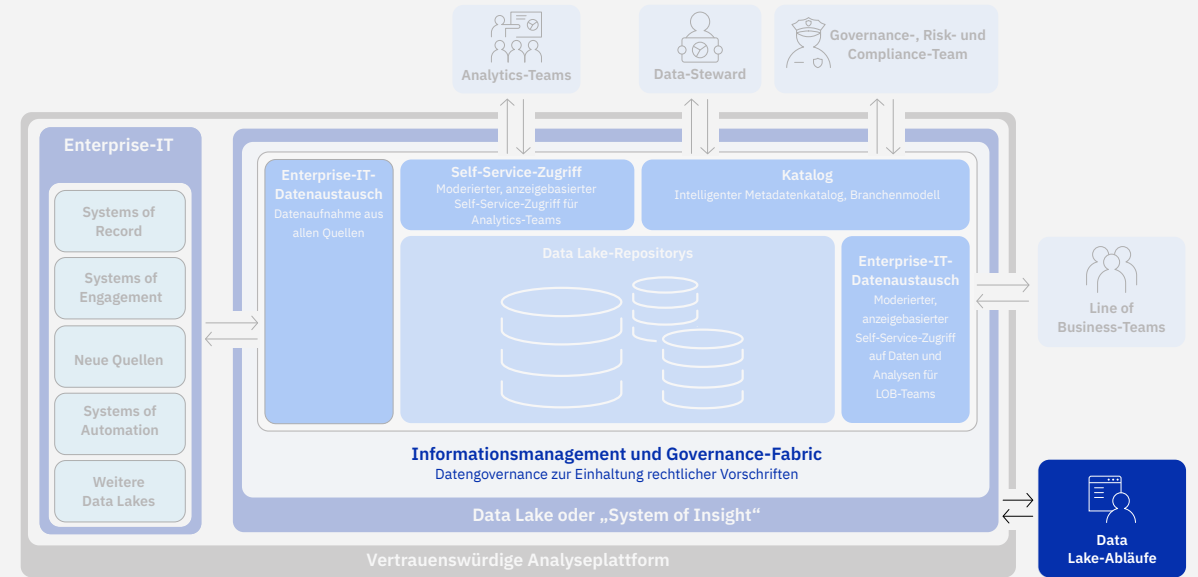 Analytics-Teams
Data-Steward
Governance-, Risk- und
Compliance-Team
Enterprise-IT
Systems of
Record
Systems of
Engagement
Neue Quellen
Systems of
Automation
Weitere
Data Lakes
Enterprise-IT-
Datenaustausch
Datenaufnahme aus
allen Quellen
Self-Service-Zugriff
Moderierter, anzeigebasierter
Self-Service-Zugriff für
Analytics-Teams
Katalog
Intelligenter Metadatenkatalog, Branchenmodell
Data Lake-Repositorys
Enterprise-IT-
Datenaustausch
Moderierter,
anzeigebasierter
Self-Service-Zugriff
auf Daten und
Analysen für
LOB-Teams
Line of
Business-Teams
Informationsmanagement und Governance-Fabric
Datengovernance zur Einhaltung rechtlicher Vorschriften
Data Lake oder „System of Insight“
Data
Lake-Abläufe
Vertrauenswürdige Analyseplattform